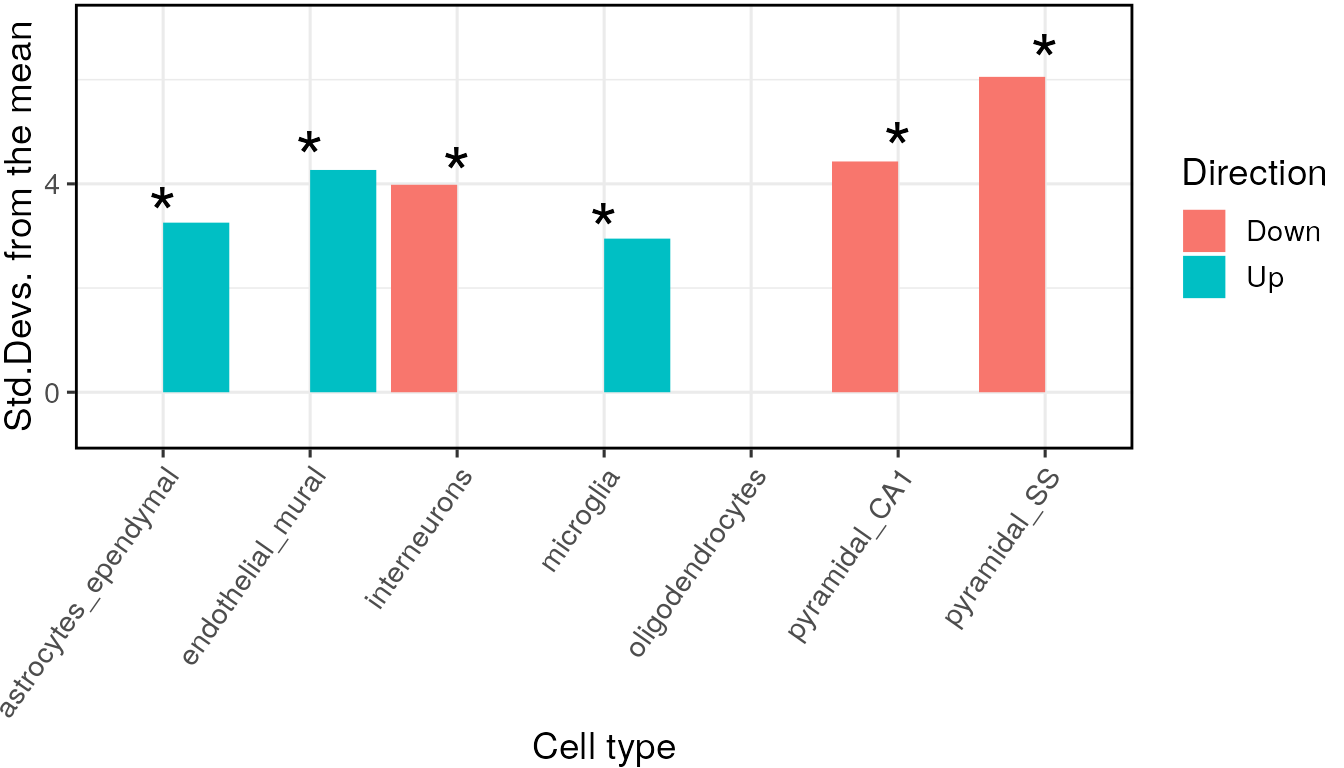 Std.Devs. from the mean
4
0
*
*
*
*
*
*
astrocytes_ependymal
endothelial_mural
interneurons
microglia
oligodendrocytes
pyramidal_CA1
pyramidal_SS
Cell type
Direction
Down
Up